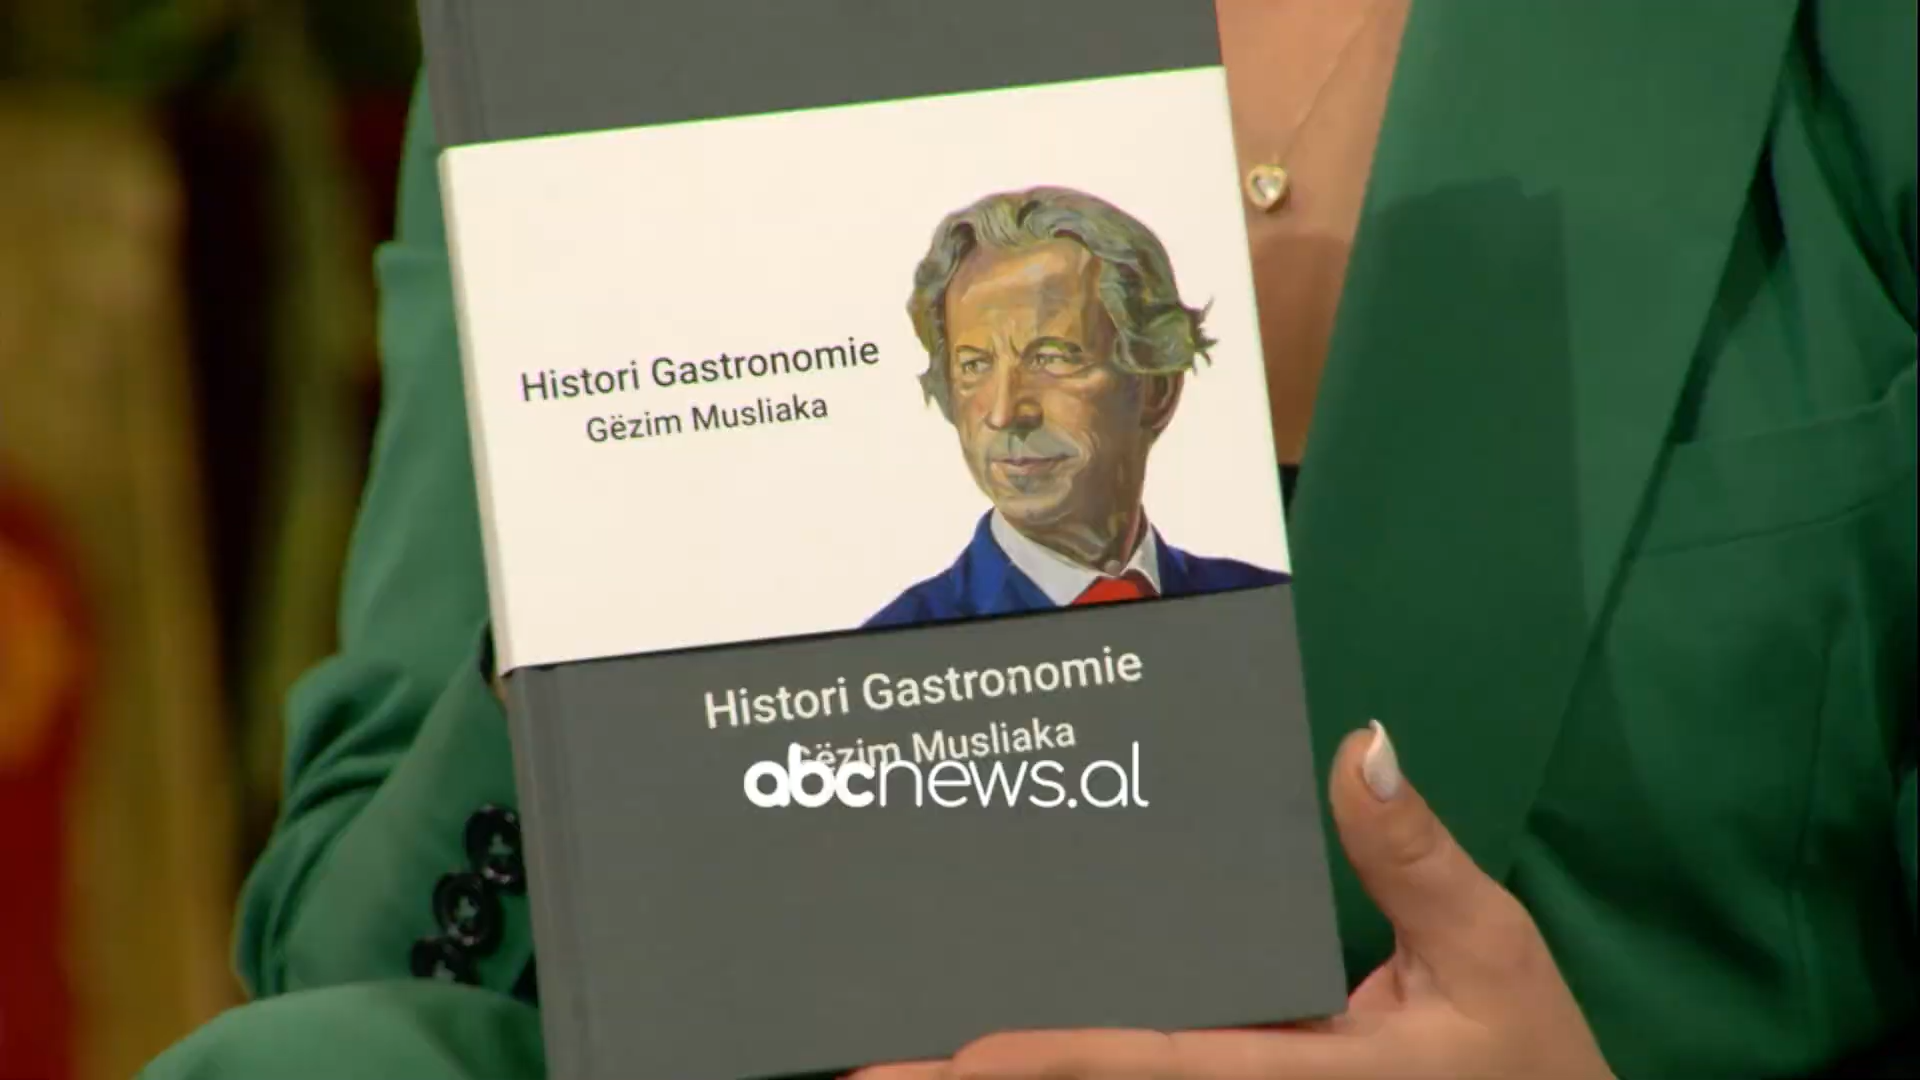 Histori Gastronomie
Gëzim Musliaka
Histori Gastronomie
Gëzim Musliaka
abcnews.al